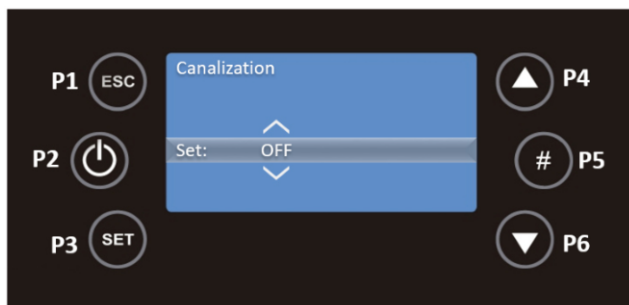 Canalization
P1 ESC
P4
P2
Set: OFF
# P5
P3 SET
P6